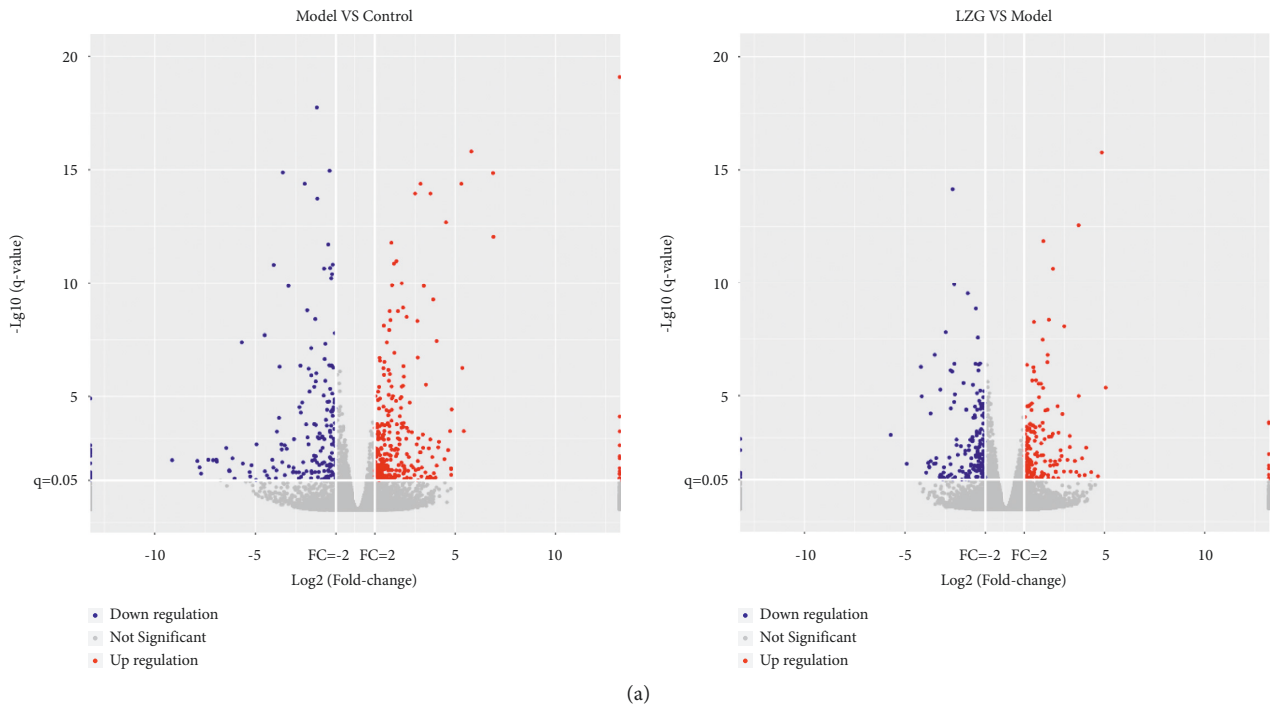 Model VS Control
20
15
10
5
q=0.05
-Lg10 (q-value)
-10
-5
FC=-2
FC=2
5
10
Log2 (Fold-change)
Down regulation
Not Significant
Up regulation
LZG VS Model
20
15
10
5
q=0.05
-Lg10 (q-value)
-10
-5
FC=-2
FC=2
5
10
Log2 (Fold-change)
Down regulation
Not Significant
Up regulation
(a)